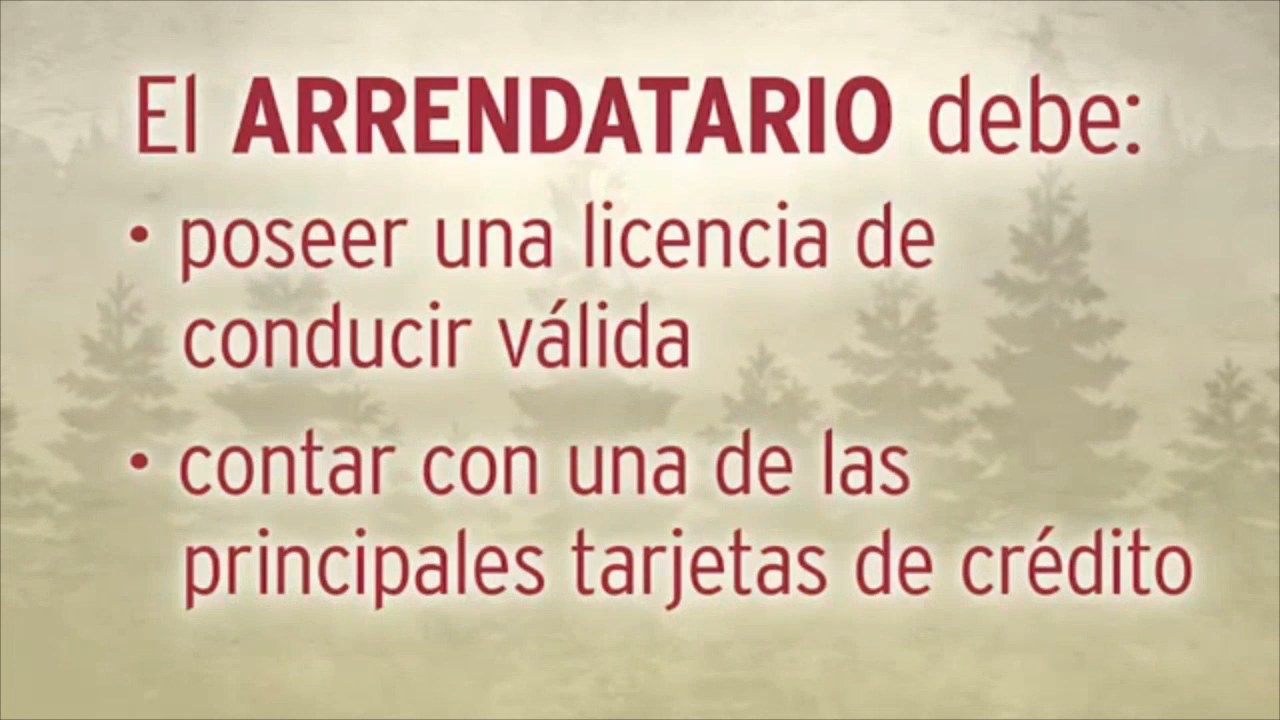 El ARRENDATARIO debe:
• poseer una licencia de
conducir válida
• contar con una de las
principales tarjetas de crédito